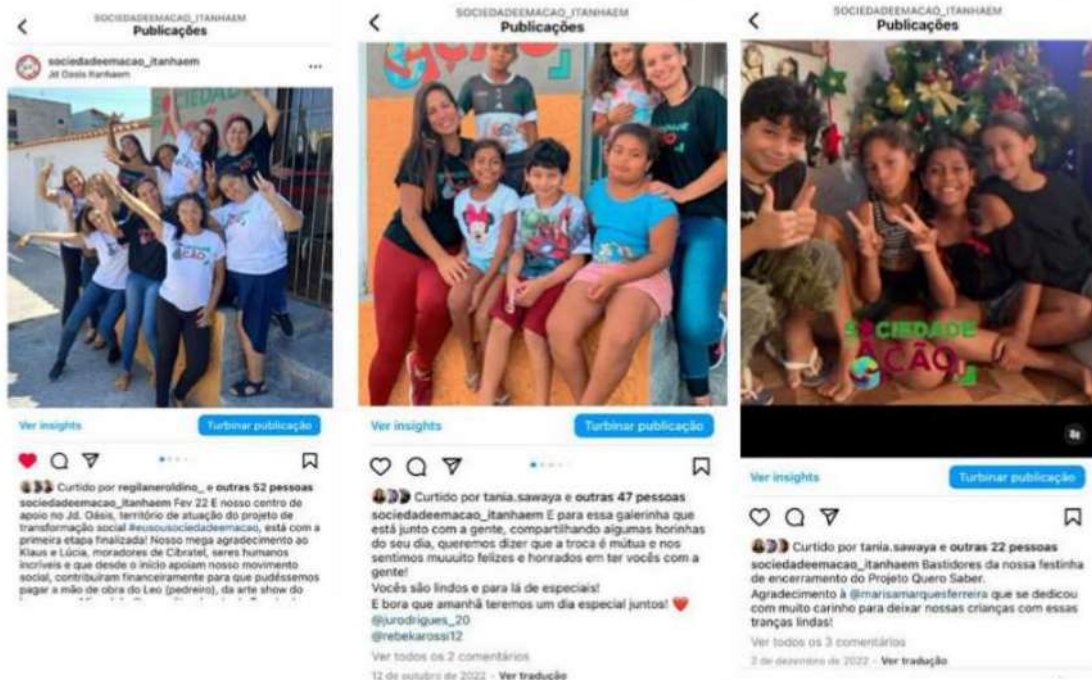 SOCIEDADEEMACAO_ITANHAEM
Publicações
sociedadeemacao_itanhaem
Jd Oasis Itanhaem
SOCIEDADE
AÇÃO
Ver insights
Turbinar publicação
Curtido por regilaneroldino_ e outras 52 pessoas
sociedadeemacao_itanhaem Fev 22 E nosso centro de
apoio no Jd. Oásis, território de atuação do projeto de
transformação social #eusousociedadeemacao, está com a
primeira etapa finalizada! Nosso mega agradecimento ao
Klaus e Lúcia, moradores de Cibratel, seres humanos
incríveis e que desde o início apoiam nosso movimento
social, contribuíram financeiramente para que pudéssemos
pagar a mão de obra do Leo (pedreiro), da arte show do
SOCIEDADEEMACAO_ITANHAEM
Publicações
AÇÃO
Ver insights
Turbinar publicação
Curtido por tania.sawaya e outras 47 pessoas
sociedadeemacao_itanhaem E para essa galerinha que
está junto com a gente, compartilhando algumas horinhas
do seu dia, queremos dizer que a troca é mútua e nos
sentimos muuuito felizes e honrados em ter vocês com a
gente!
Vocês são lindos e para lá de especiais!
E bora que amanhã teremos um dia especial juntos! ❤️
@jurodrigues_20
@rebekarossi12
Ver todos os 2 comentários
12 de outubro de 2022 · Ver tradução
SOCIEDADEEMACAO_ITANHAEM
Publicações
SOCIEDADE
AÇÃO
Ver insights
Turbinar publicação
Curtido por tania.sawaya e outras 22 pessoas
sociedadeemacao_itanhaem Bastidores da nossa festinha
de encerramento do Projeto Quero Saber.
Agradecimento à @marisamarquesferreira que se dedicou
com muito carinho para deixar nossas crianças com essas
tranças lindas!
Ver todos os 3 comentários
2 de dezembro de 2022 · Ver tradução